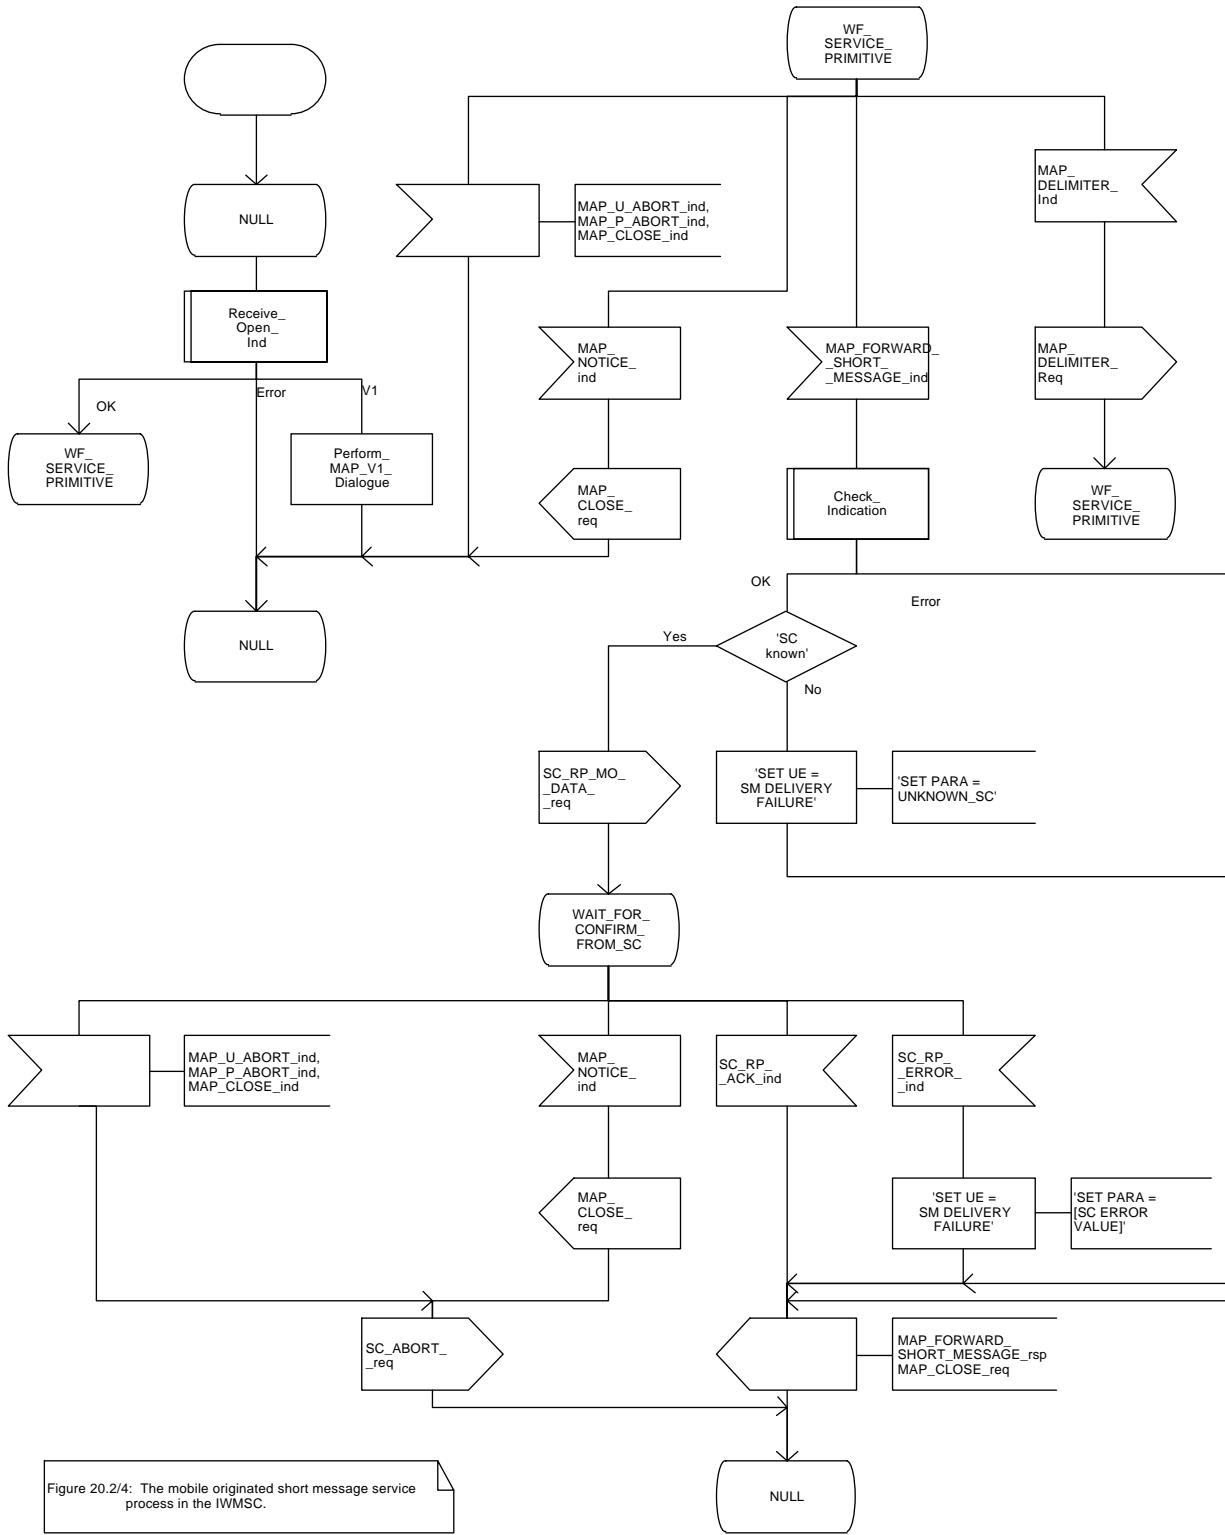 WF_
SERVICE_
PRIMITIVE
NULL
MAP_U_ABORT_ind,
MAP_P_ABORT_ind,
MAP_CLOSE_ind
MAP_
DELIMITER_
Ind
Receive_
Open_
Ind
MAP_
NOTICE_
ind
MAP_FORWARD_
_SHORT_
_MESSAGE_ind
MAP_
DELIMITER_
Req
OK
Error
V1
WF_
SERVICE_
PRIMITIVE
Perform_
MAP_V1_
Dialogue
MAP_
CLOSE_
req
Check_
Indication
WF_
SERVICE_
PRIMITIVE
OK
Error
NULL
Yes
'SC
known'
No
SC_RP_MO_
_DATA_
_req
'SET UE =
SM DELIVERY
FAILURE'
'SET PARA =
UNKNOWN_SC'
WAIT_FOR_
CONFIRM_
FROM_SC
MAP_U_ABORT_ind,
MAP_P_ABORT_ind,
MAP_CLOSE_ind
MAP_
NOTICE_
ind
SC_RP_
_ACK_ind
SC_RP_
_ERROR_
_ind
MAP_
CLOSE_
req
'SET UE =
SM DELIVERY
FAILURE'
'SET PARA =
[SC ERROR
VALUE]'
SC_ABORT_
_req
MAP_FORWARD_
SHORT_MESSAGE_rsp
MAP_CLOSE_req
NULL
Figure 20.2/4: The mobile originated short message service
process in the IWMSC.